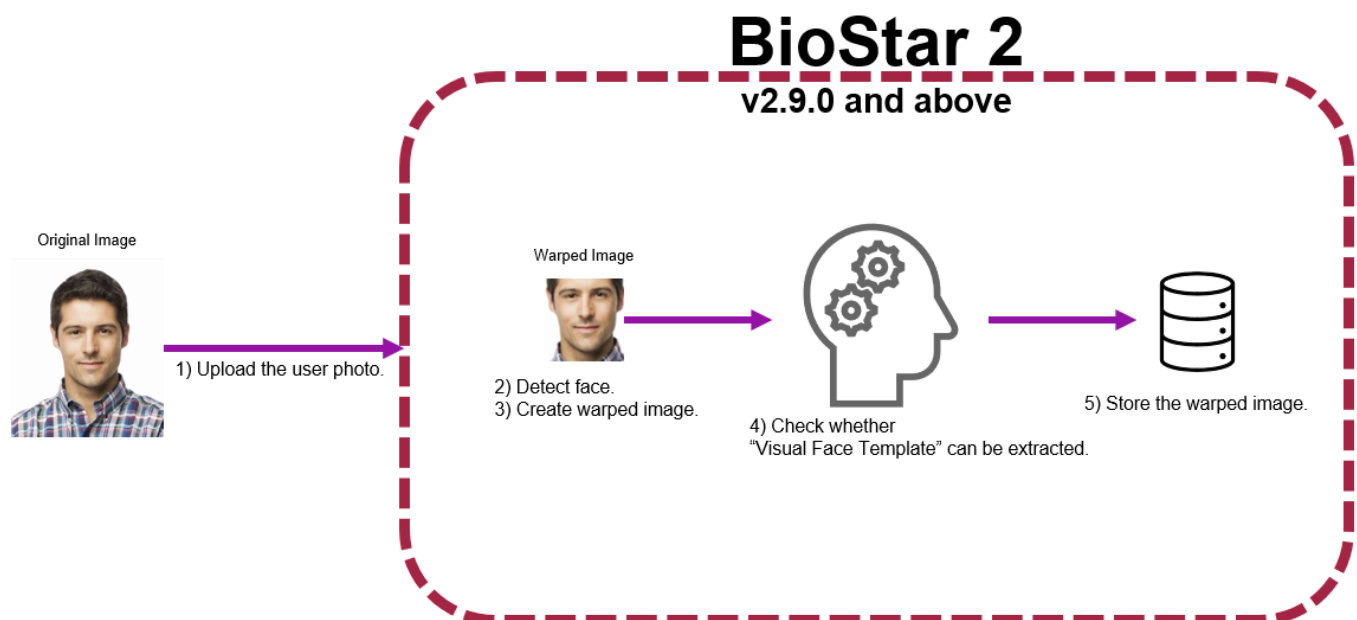 BioStar 2
v2.9.0 and above
Original Image
1) Upload the user photo.
Warped Image
2) Detect face.
3) Create warped image.
4) Check whether
“Visual Face Template” can be extracted.
5) Store the warped image.